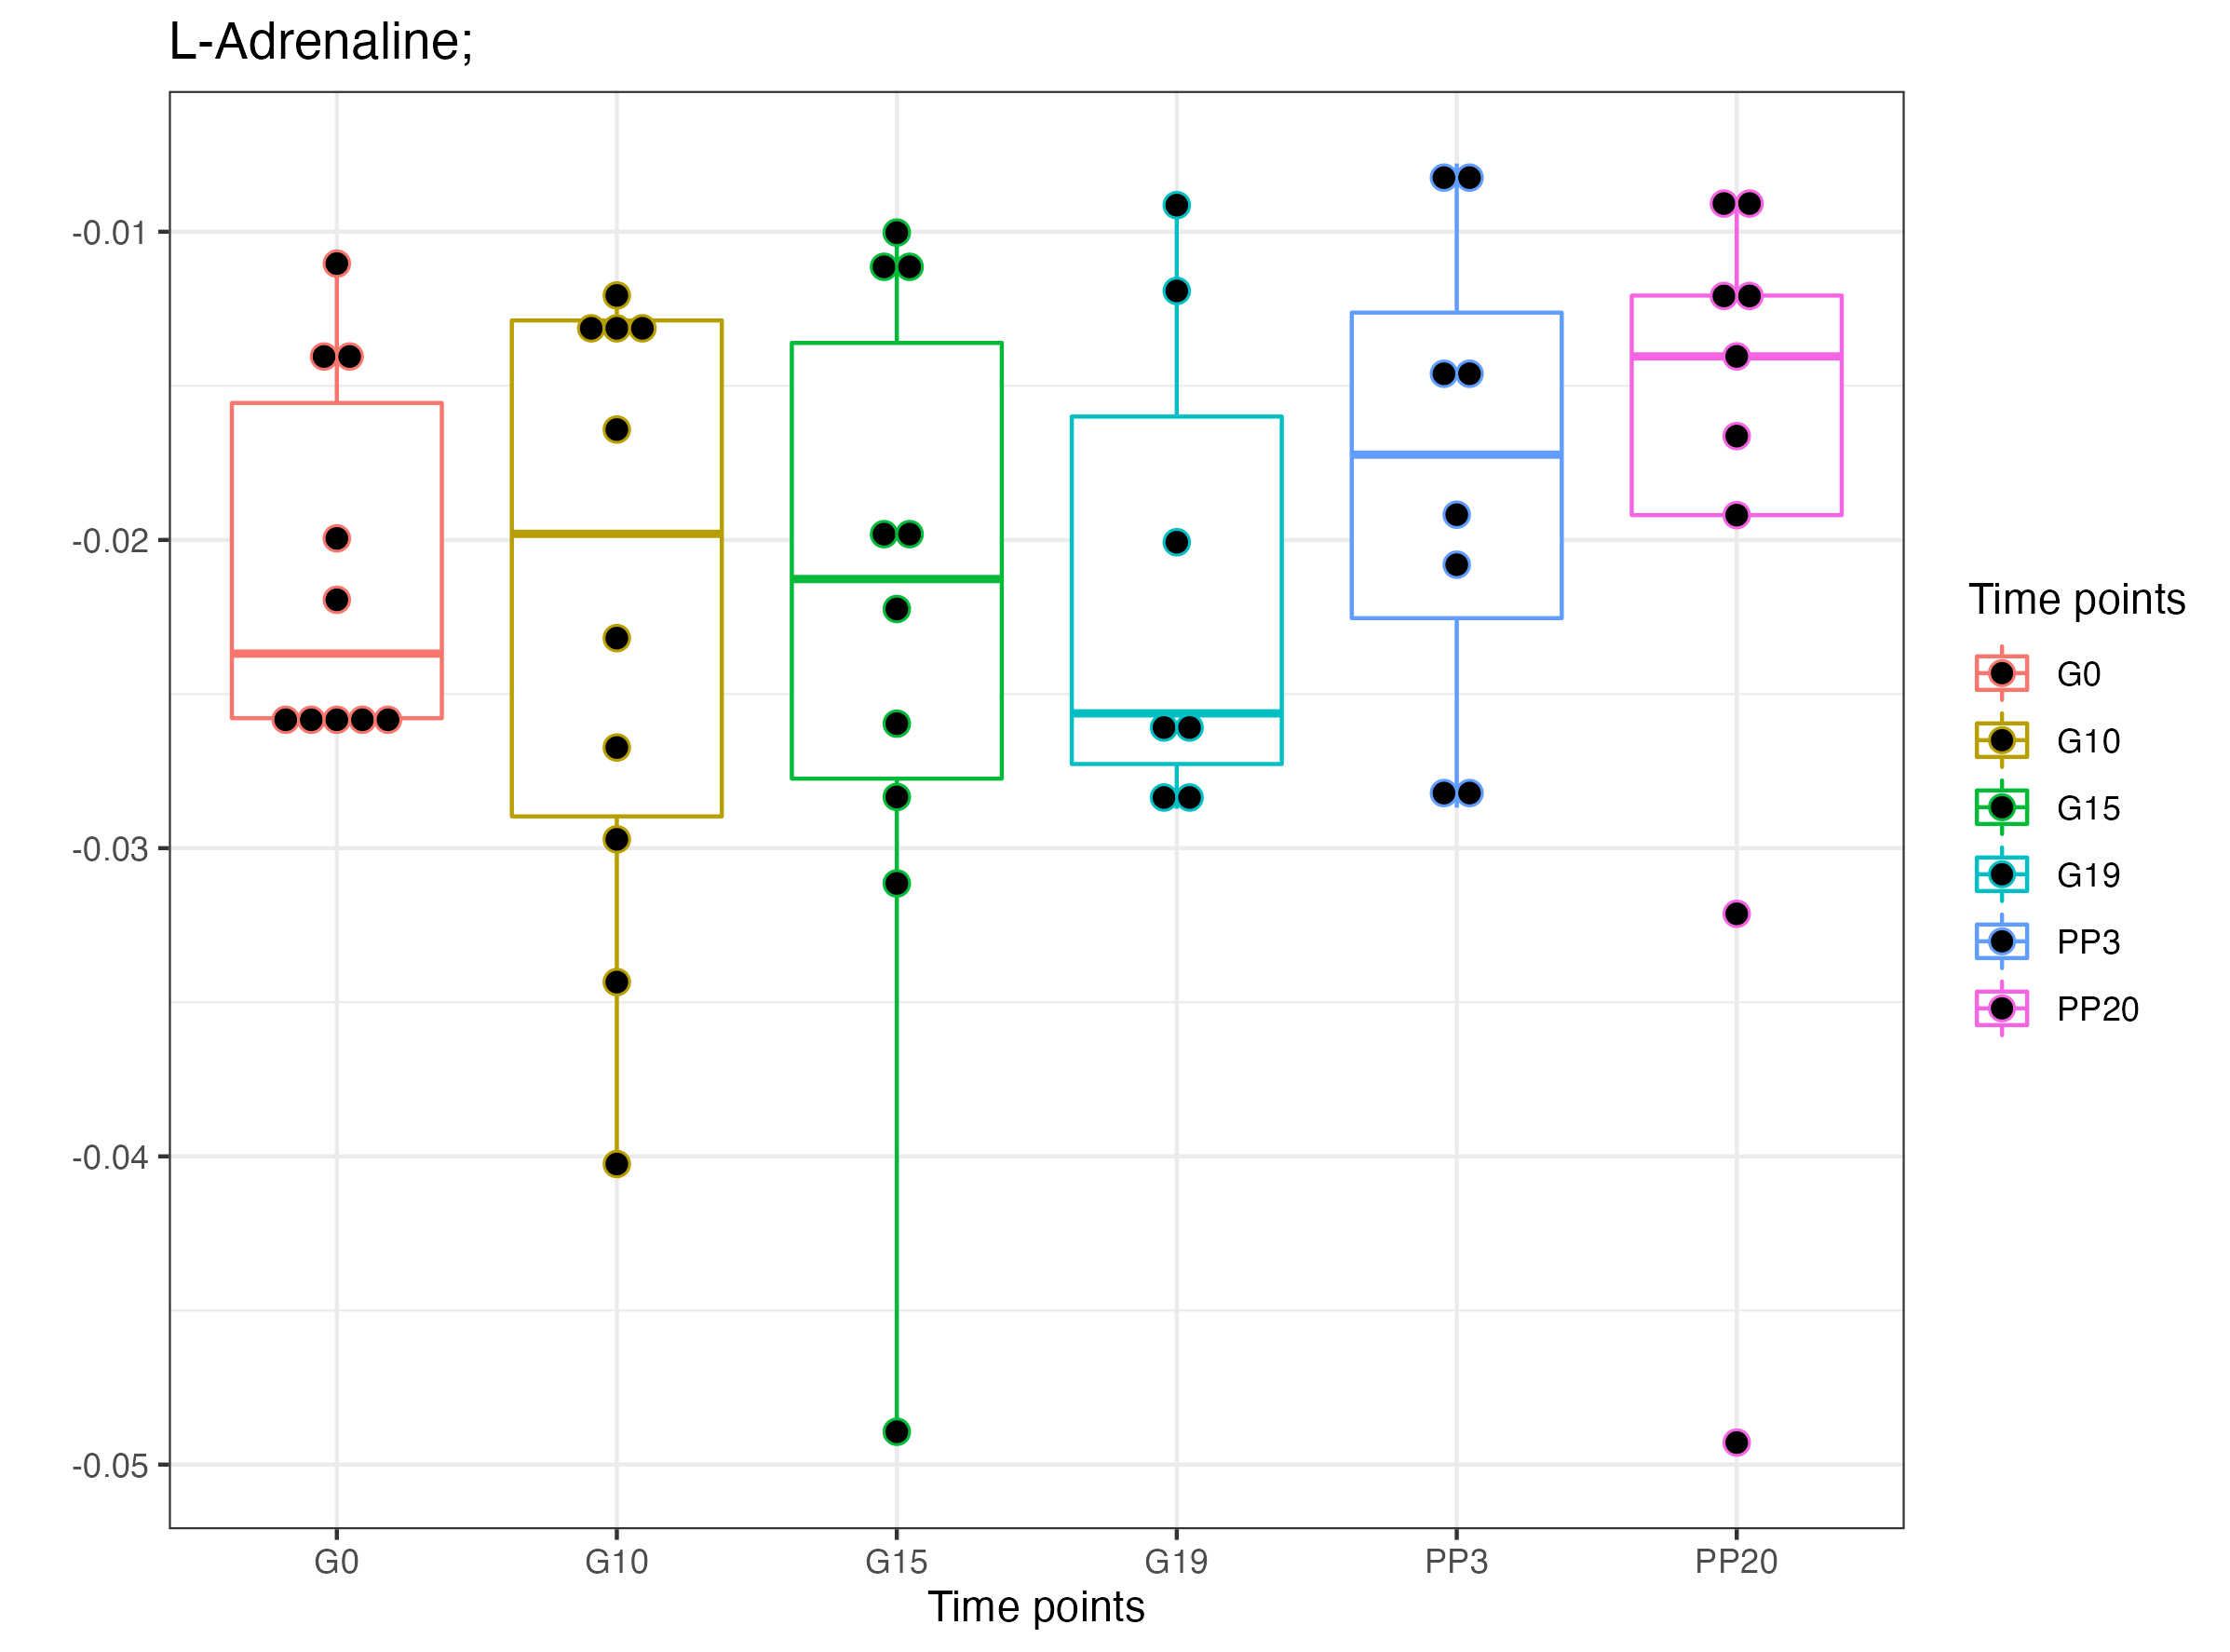 L-Adrenaline;
-0.01
-0.02
-0.03
-0.04
-0.05
G0 G10 G15 G19 PP3 PP20
Time points
Time points
G0
G10
G15
G19
PP3
PP20